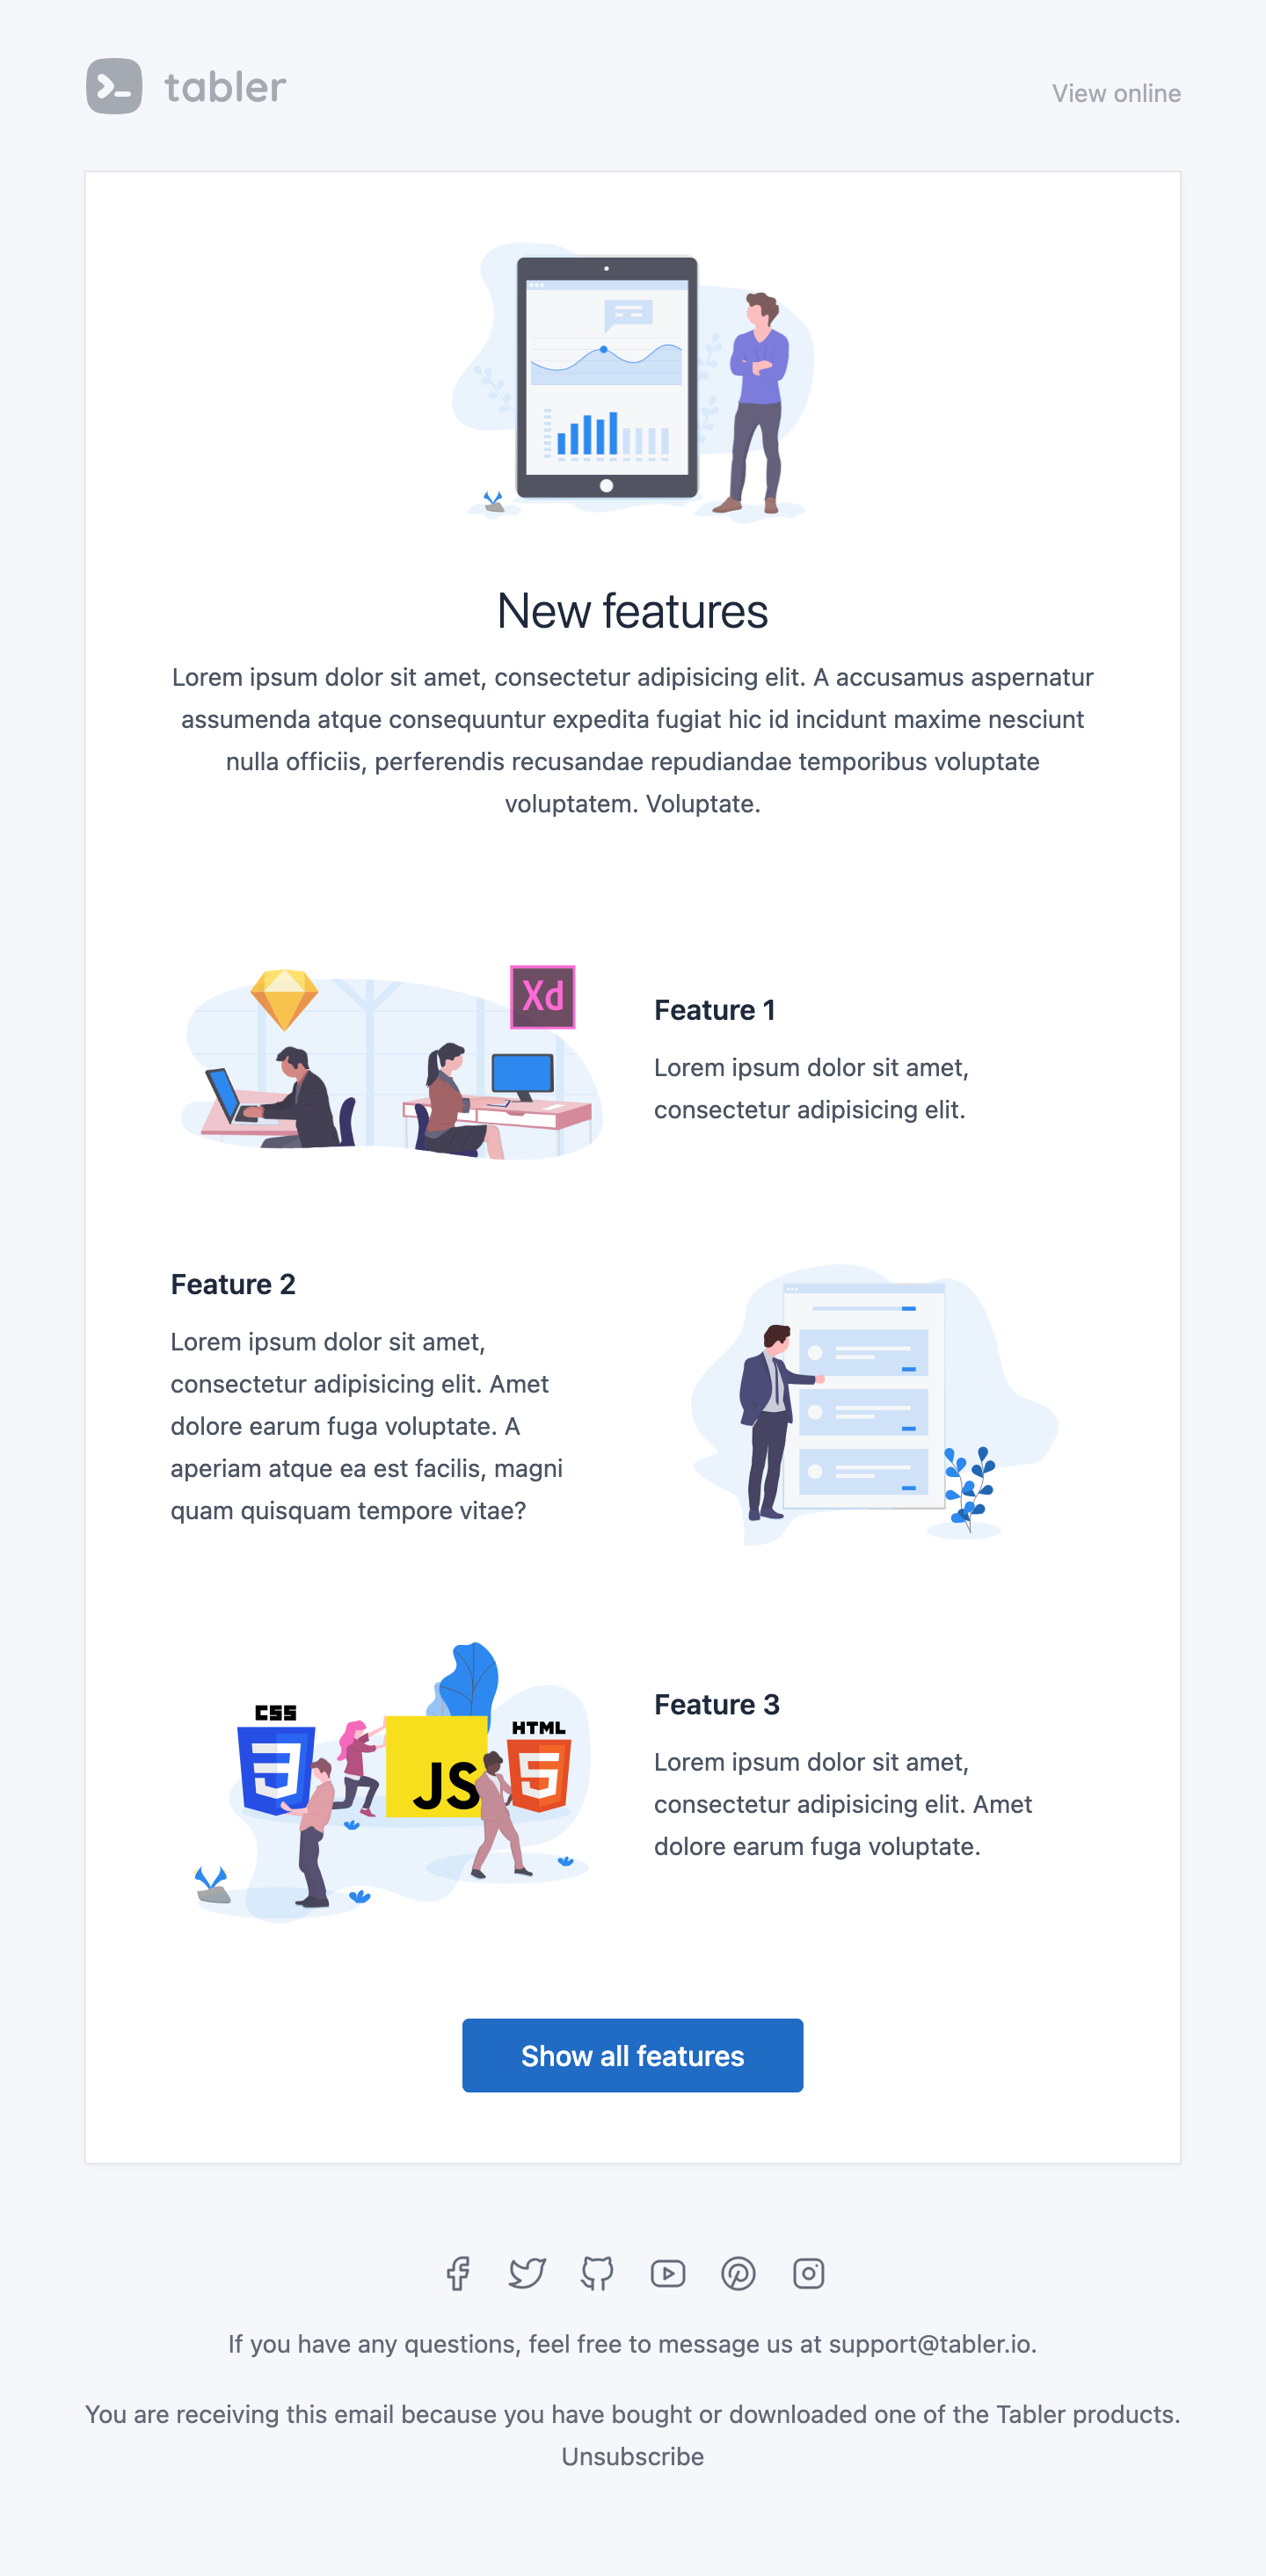 tabler
View online
New features
Lorem ipsum dolor sit amet, consectetur adipisicing elit. A accusamus aspernatur
assumenda atque consequuntur expedita fugiat hic id incidunt maxime nesciunt
nulla officiis, perferendis recusandae repudiandae temporibus voluptate
voluptatem. Voluptate.
Xd
Feature 1
Lorem ipsum dolor sit amet,
consectetur adipisicing elit.
Feature 2
Lorem ipsum dolor sit amet,
consectetur adipisicing elit. Amet
dolore earum fuga voluptate. A
aperiam atque ea est facilis, magni
quam quisquam tempore vitae?
CSS
3
JS
HTML
5
Feature 3
Lorem ipsum dolor sit amet,
consectetur adipisicing elit. Amet
dolore earum fuga voluptate.
Show all features
If you have any questions, feel free to message us at support@tabler.io.
You are receiving this email because you have bought or downloaded one of the Tabler products.
Unsubscribe